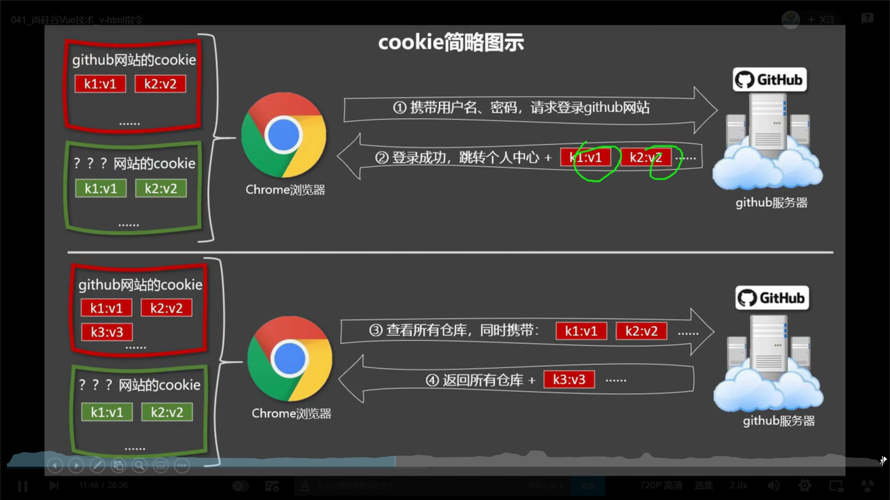 041_尚硅谷Vue技术_v-html指令
＋ 关注
cookie简略图示
github网站的cookie
k1:v1 k2:v2
......
？？？网站的cookie
k1:v1 k2:v2
......
Chrome浏览器
① 携带用户名、密码，请求登录github网站
② 登录成功，跳转个人中心 + k1:v1 k2:v2 ......
GitHub
github服务器
github网站的cookie
k1:v1 k2:v2
k3:v3
......
？？？网站的cookie
k1:v1 k2:v2
......
Chrome浏览器
③ 查看所有仓库，同时携带： k1:v1 k2:v2 ......
④ 返回所有仓库 + k3:v3 ......
GitHub
github服务器
11:40 / 26:36
720P 高清 选集 2.0x